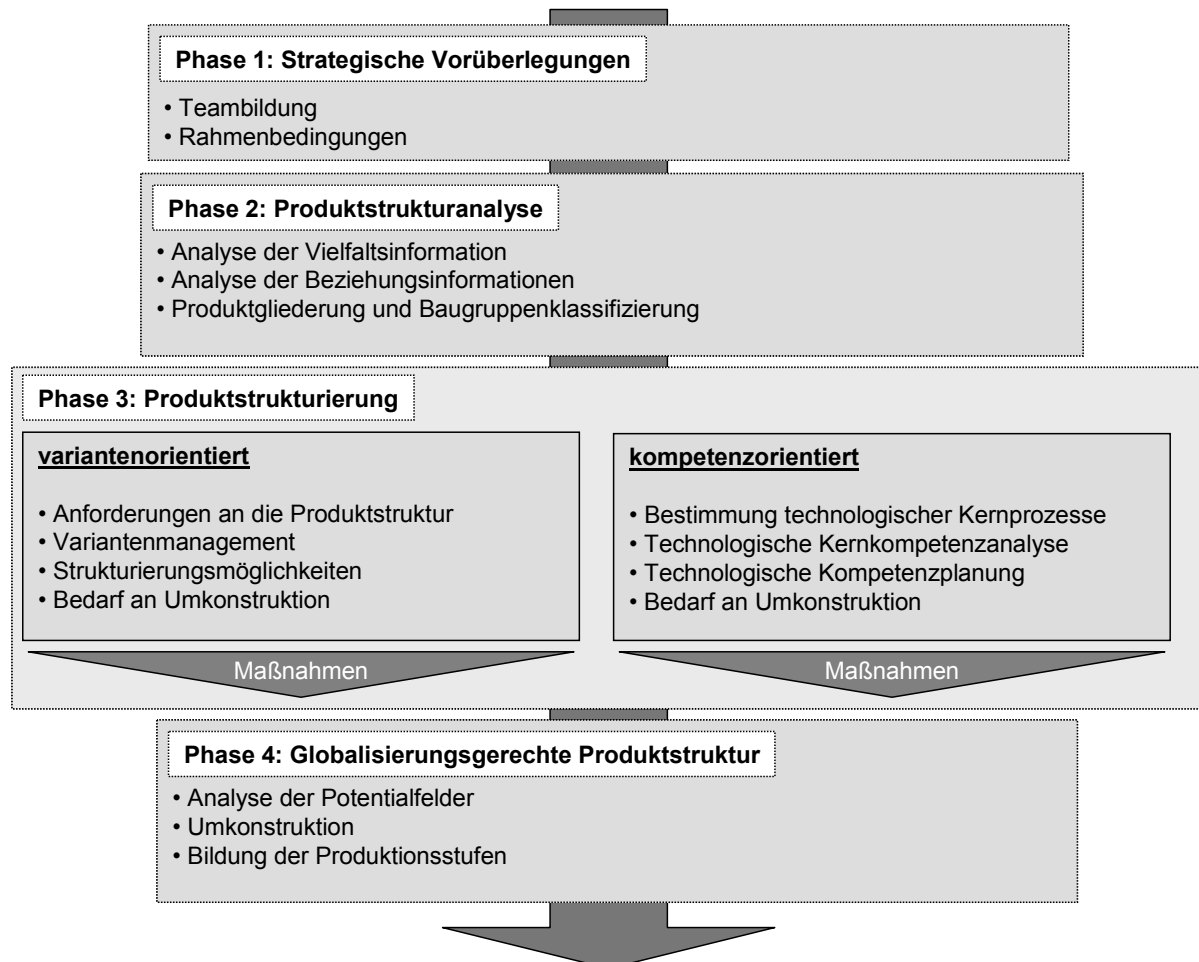 Phase 1: Strategische Vorüberlegungen
• Teambildung
• Rahmenbedingungen
Phase 2: Produktstrukturanalyse
• Analyse der Vielfaltsinformation
• Analyse der Beziehungsinformationen
• Produktgliederung und Baugruppenklassifizierung
Phase 3: Produktstrukturierung
variantenorientiert
• Anforderungen an die Produktstruktur
• Variantenmanagement
• Strukturierungsmöglichkeiten
• Bedarf an Umkonstruktion
Maßnahmen
kompetenzorientiert
• Bestimmung technologischer Kernprozesse
• Technologische Kernkompetenzanalyse
• Technologische Kompetenzplanung
• Bedarf an Umkonstruktion
Maßnahmen
Phase 4: Globalisierungsgerechte Produktstruktur
• Analyse der Potentialfelder
• Umkonstruktion
• Bildung der Produktionsstufen